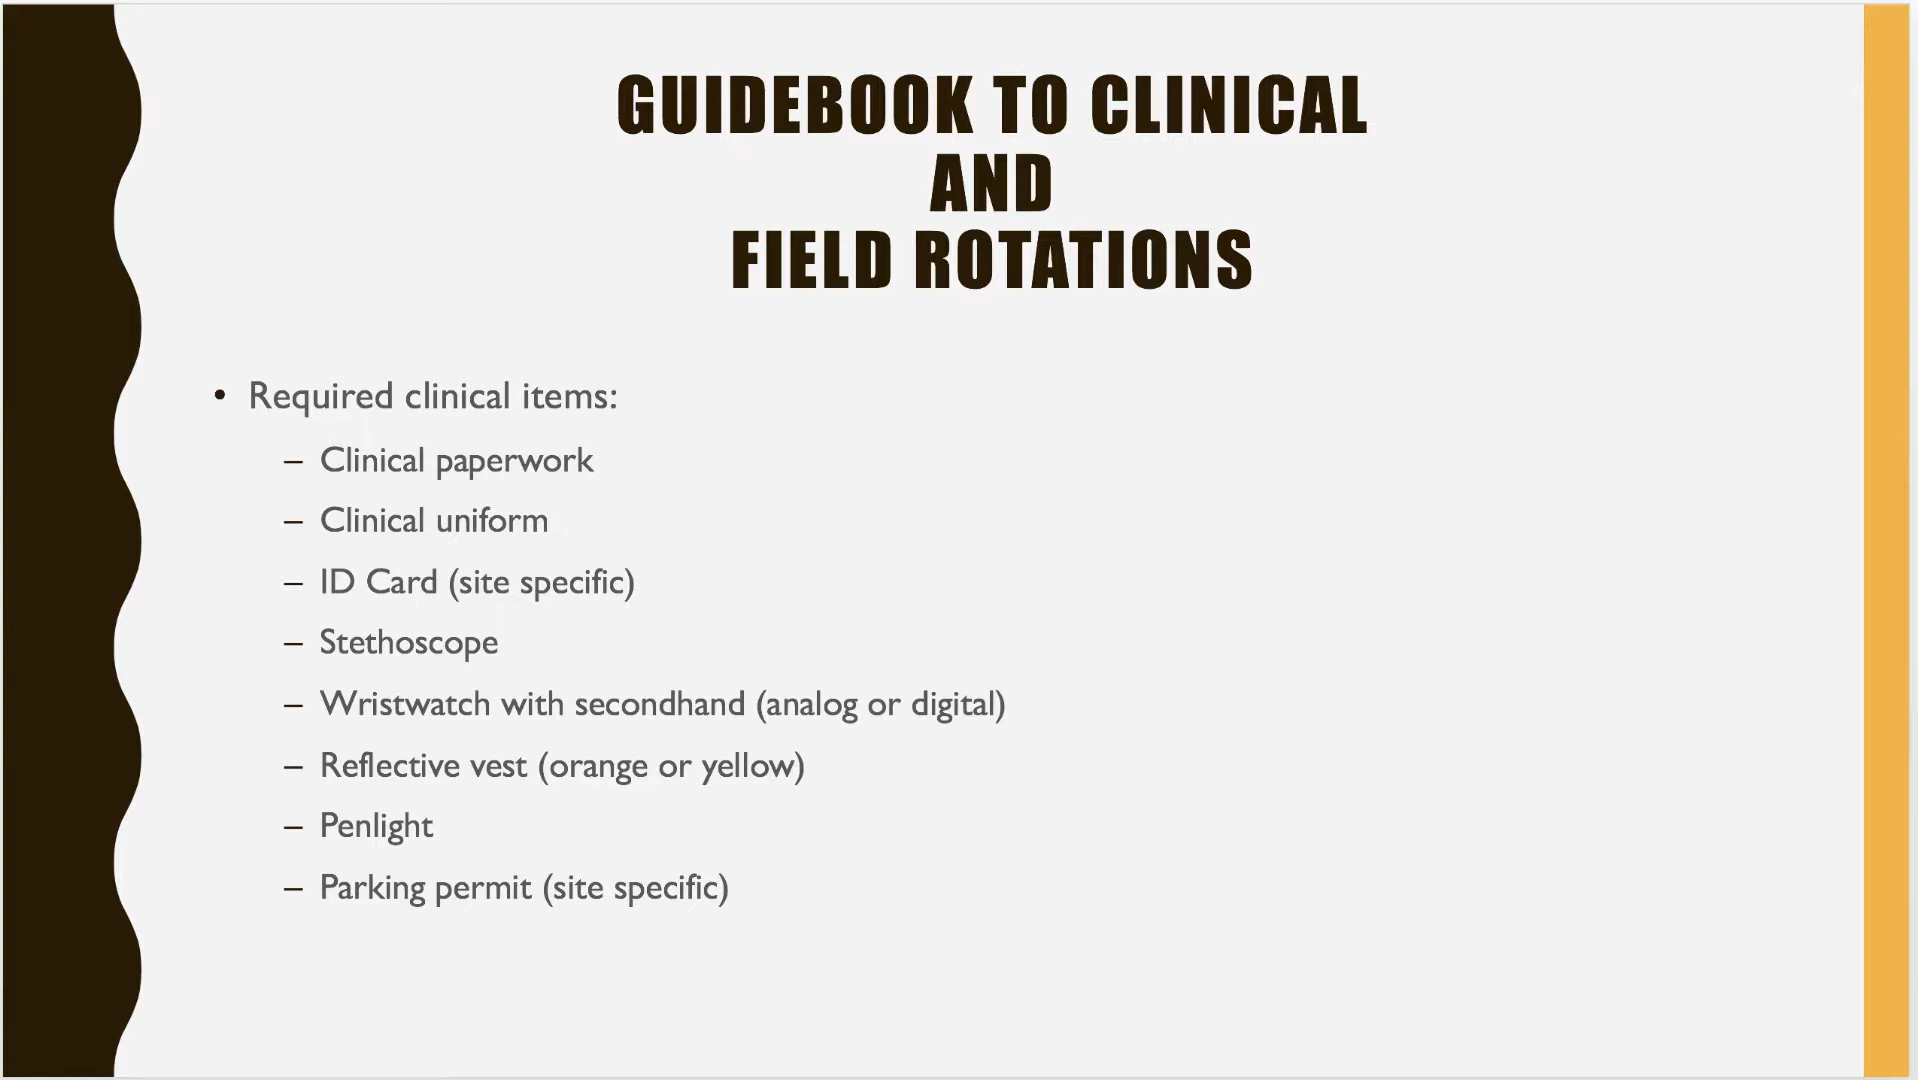 GUIDEBOOK TO CLINICAL
AND
FIELD ROTATIONS
• Required clinical items:
– Clinical paperwork
– Clinical uniform
– ID Card (site specific)
– Stethoscope
– Wristwatch with secondhand (analog or digital)
– Reflective vest (orange or yellow)
– Penlight
– Parking permit (site specific)